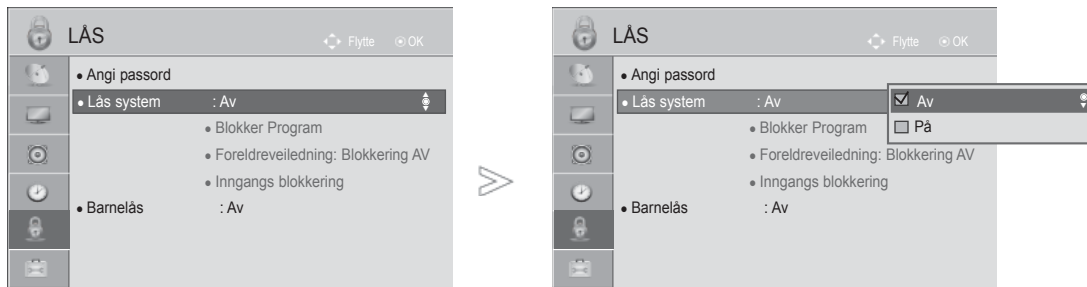 LÅS
Flytte OK
• Angi passord
• Lås system : Av
• Blokker Program
• Foreldreveiledning: Blokkering AV
• Inngangs blokkering
• Barnelås : Av
LÅS
Flytte OK
• Angi passord
• Lås system : Av
• Blokker Program
• Foreldreveiledning: Blokkering AV
• Inngangs blokkering
• Barnelås : Av
Av
På